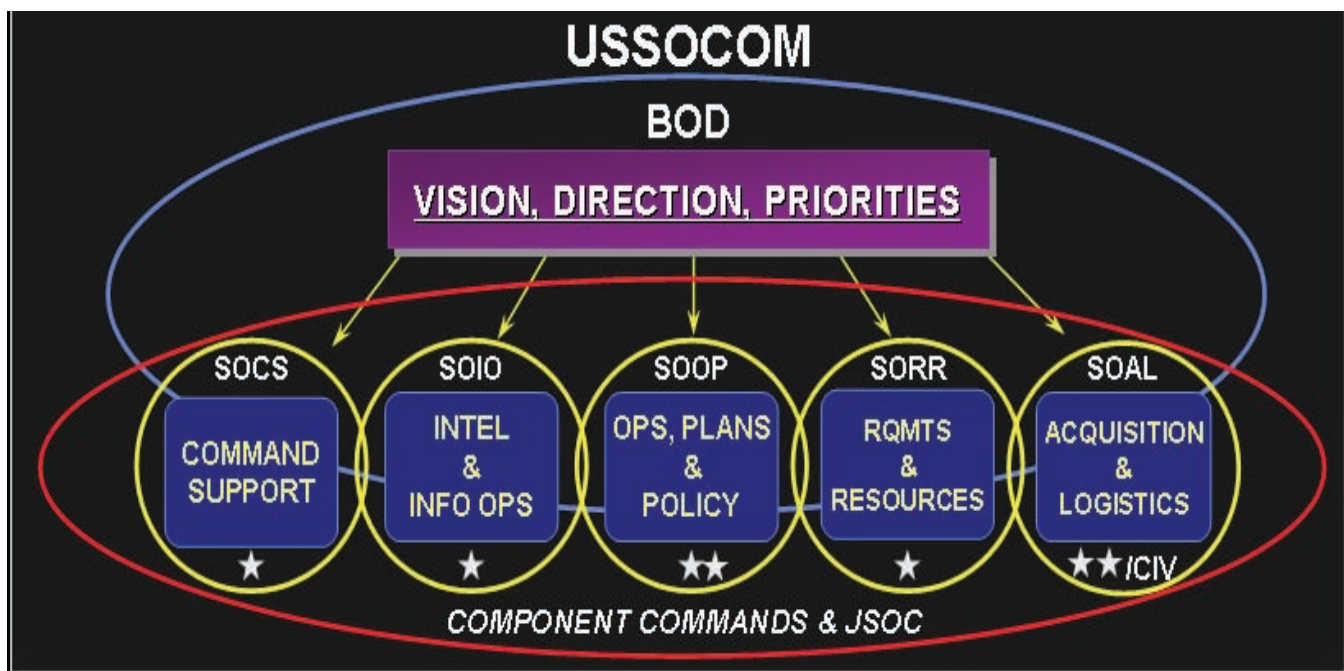 USSOCOM
BOD
VISION, DIRECTION, PRIORITIES
SOCS
COMMAND
SUPPORT
SOIO
INTEL
&
INFO OPS
SOOP
OPS, PLANS
&
POLICY
SORR
RQMTS
&
RESOURCES
SOAL
ACQUISITION
&
LOGISTICS
/CIV
COMPONENT COMMANDS & JSOC